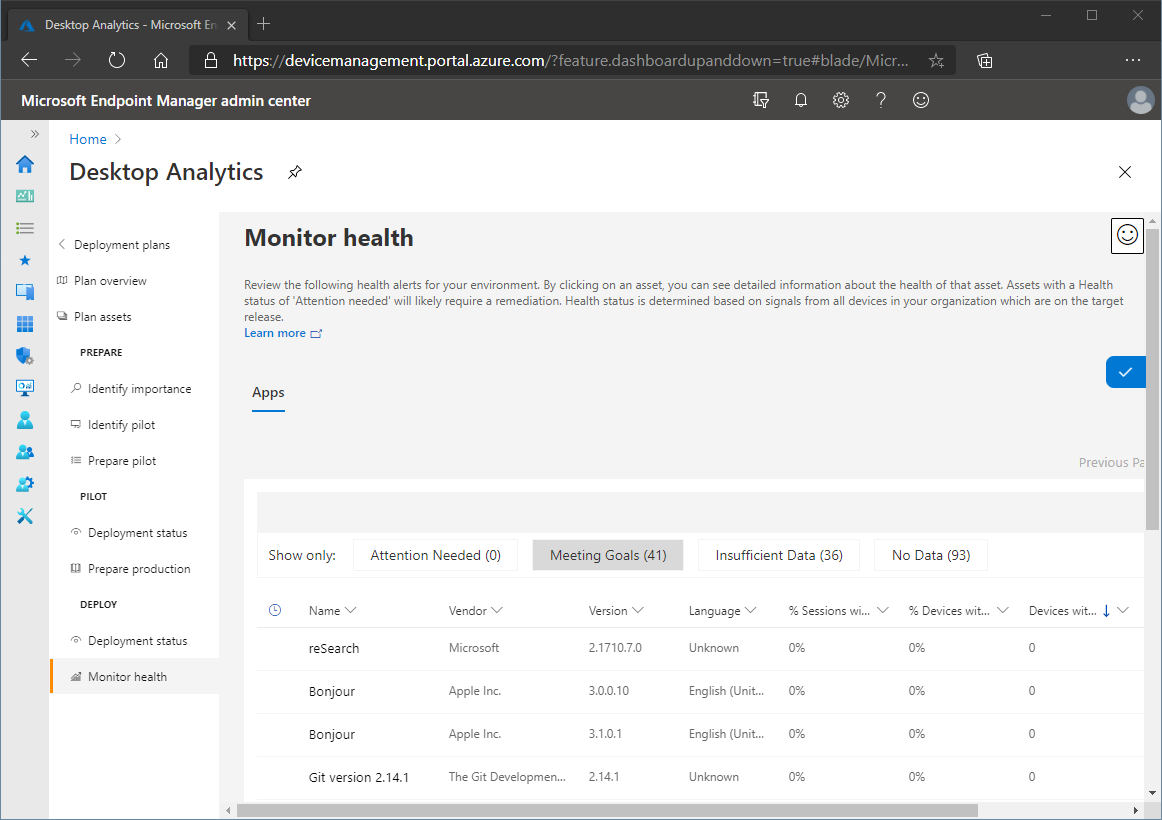 Desktop Analytics - Microsoft En
https://devicemanagement.portal.azure.com/?feature.dashboardupanddown=true#blade/Micr...
Microsoft Endpoint Manager admin center
Home
Desktop Analytics
Deployment plans
Plan overview
Plan assets
PREPARE
Identify importance
Identify pilot
Prepare pilot
PILOT
Deployment status
Prepare production
DEPLOY
Deployment status
Monitor health
Monitor health
Review the following health alerts for your environment. By clicking on an asset, you can see detailed information about the health of that asset. Assets with a Health
status of 'Attention needed' will likely require a remediation. Health status is determined based on signals from all devices in your organization which are on the target
release.
Learn more
Apps
Previous Pa
Show only: Attention Needed (0) Meeting Goals (41) Insufficient Data (36) No Data (93)
Name Vendor Version Language % Sessions wi... % Devices wit... Devices wit...
reSearch Microsoft 2.1710.7.0 Unknown 0% 0% 0
Bonjour Apple Inc. 3.0.0.10 English (Unit... 0% 0% 0
Bonjour Apple Inc. 3.1.0.1 English (Unit... 0% 0% 0
Git version 2.14.1 The Git Developmen... 2.14.1 Unknown 0% 0% 0